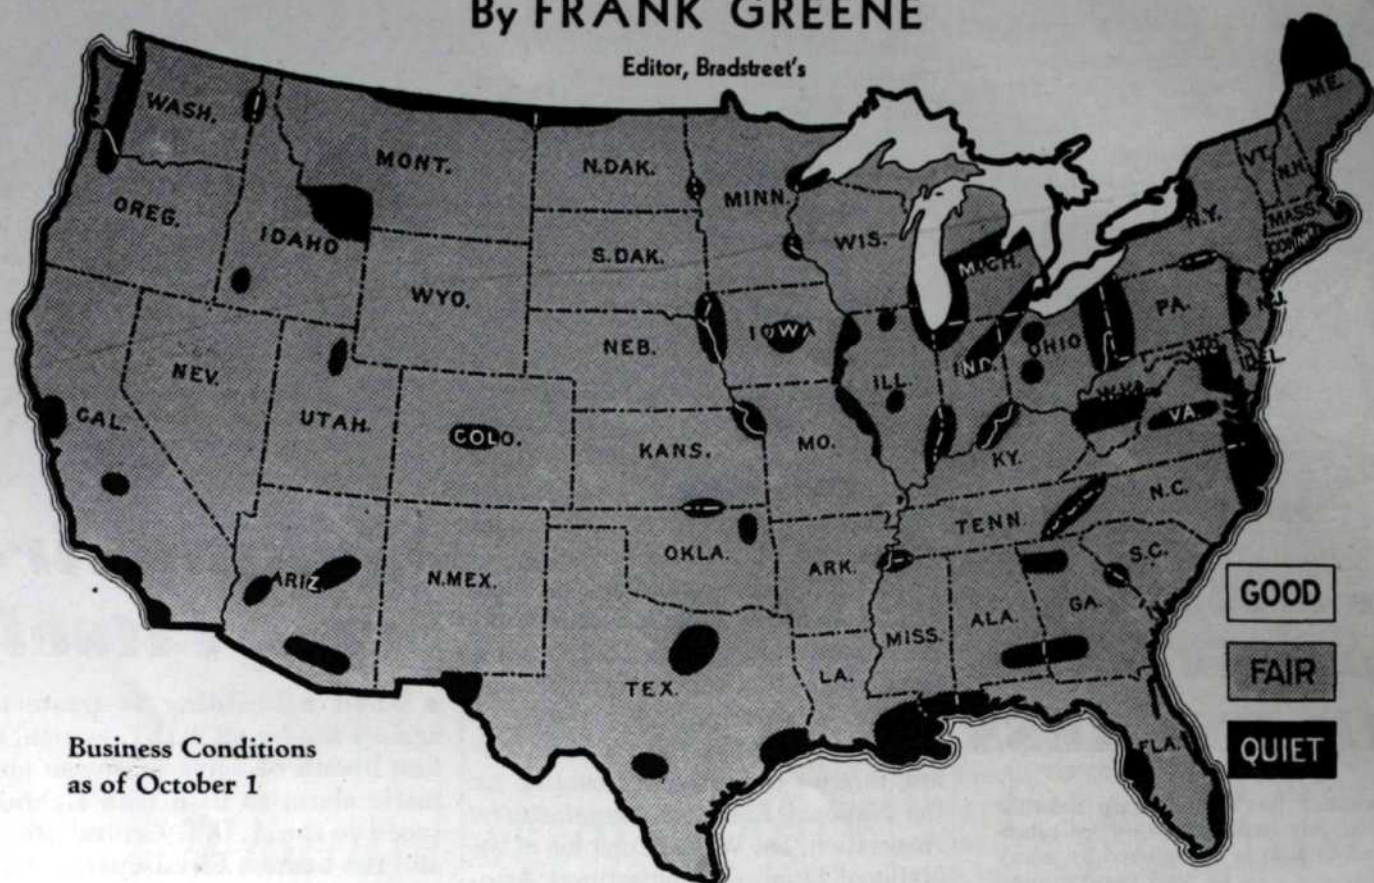 By FRANK GREENE
Editor, Bradstreet's
WASH.
MONT.
N.DAK.
MINN.
ME.
VT.
N.H.
OREG.
IDAHO
S.DAK.
WIS.
MICH.
N.Y.
MASS.
CONN.
WYO.
NEB.
IOWA
PA.
N.J.
NEV.
ILL.
IND.
OHIO
MD.
DEL.
CAL.
UTAH
COLO.
KANS.
MO.
KY.
W.VA.
VA.
ARIZ
N.MEX.
OKLA.
ARK.
TENN.
N.C.
S.C.
TEX.
LA.
MISS.
ALA.
GA.
FLA.
GOOD
FAIR
QUIET
Business Conditions
as of October 1